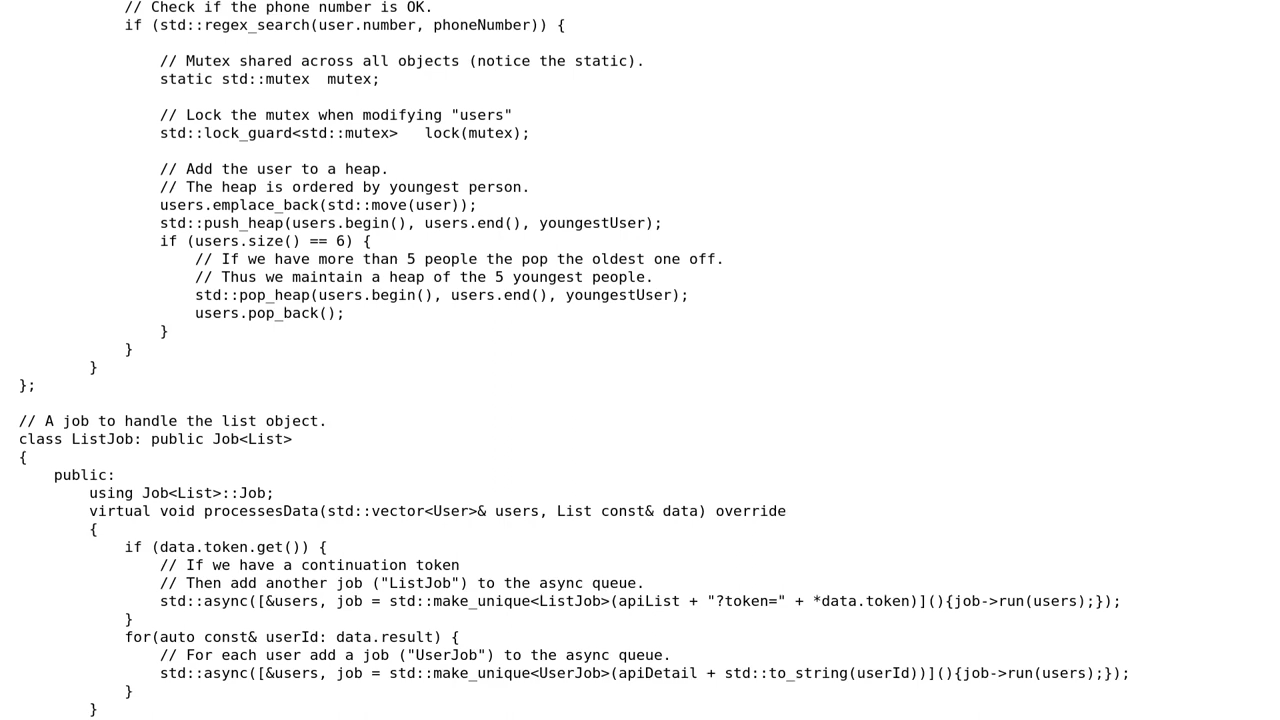 // Check if the phone number is OK.
if (std::regex_search(user.number, phoneNumber)) {
// Mutex shared across all objects (notice the static).
static std::mutex  mutex;
// Lock the mutex when modifying "users"
std::lock_guard<std::mutex>   lock(mutex);
// Add the user to a heap.
// The heap is ordered by youngest person.
users.emplace_back(std::move(user));
std::push_heap(users.begin(), users.end(), youngestUser);
if (users.size() == 6) {
// If we have more than 5 people the pop the oldest one off.
// Thus we maintain a heap of the 5 youngest people.
std::pop_heap(users.begin(), users.end(), youngestUser);
users.pop_back();
}
}
}
};
// A job to handle the list object.
class ListJob: public Job<List>
{
public:
using Job<List>::Job;
virtual void processesData(std::vector<User>& users, List const& data) override
{
if (data.token.get()) {
// If we have a continuation token
// Then add another job ("ListJob") to the async queue.
std::async([&users, job = std::make_unique<ListJob>(apiList + "?token=" + *data.token)](){job->run(users);});
}
for(auto const& userId: data.result) {
// For each user add a job ("UserJob") to the async queue.
std::async([&users, job = std::make_unique<UserJob>(apiDetail + std::to_string(userId))](){job->run(users);});
}
}